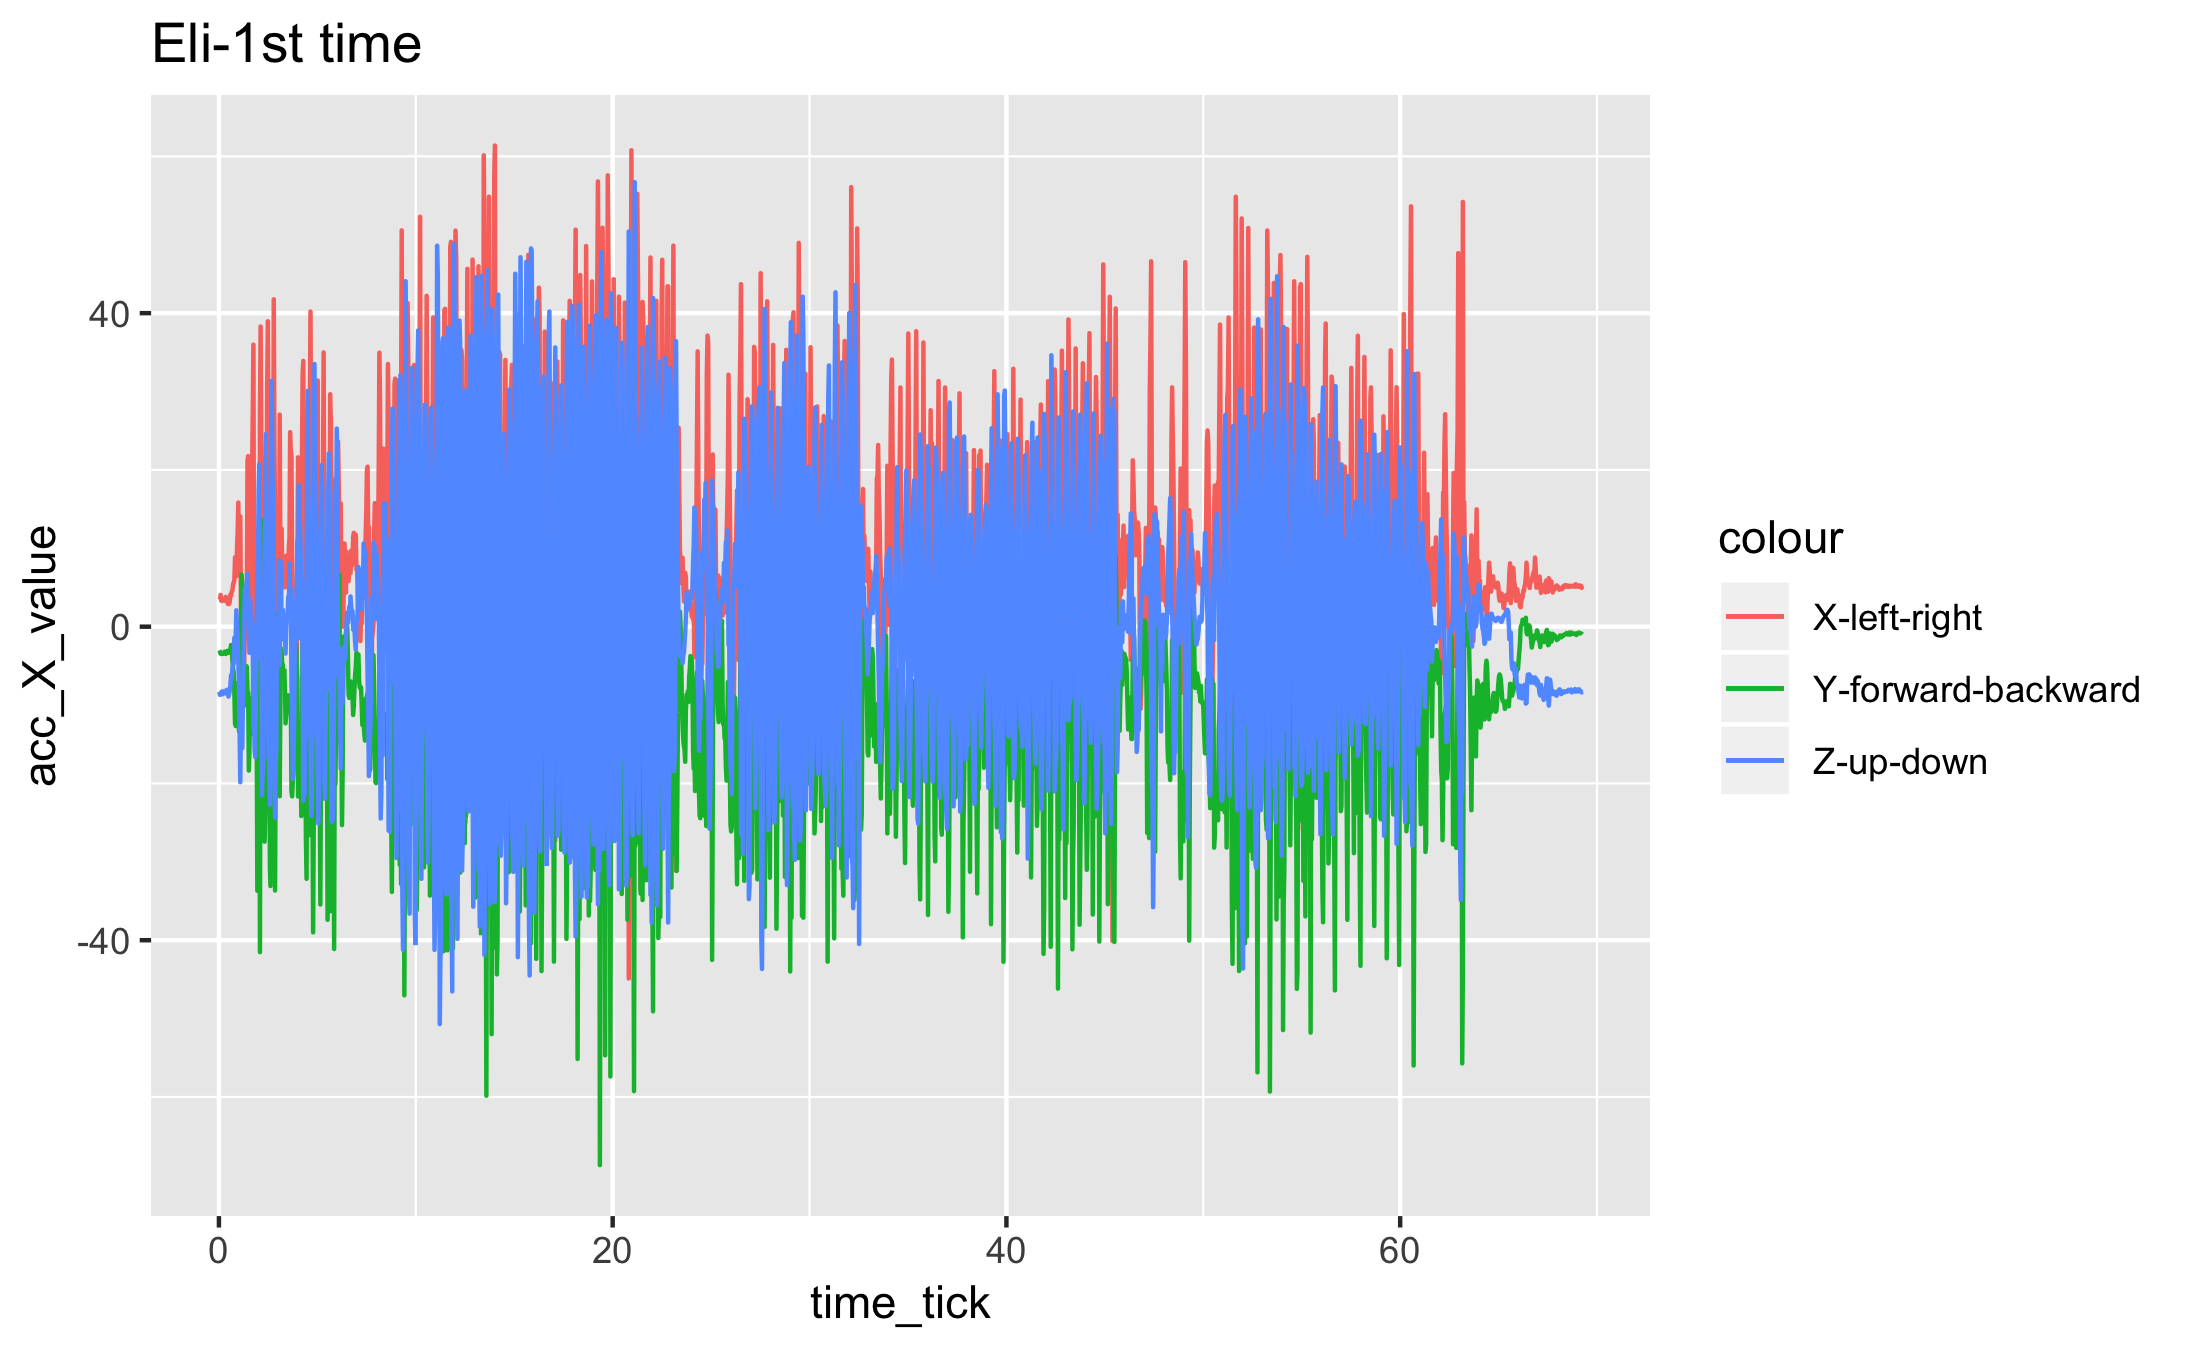 Eli-1st time
acc_X_value
40
0
-40
0 20 40 60
time_tick
colour
X-left-right
Y-forward-backward
Z-up-down